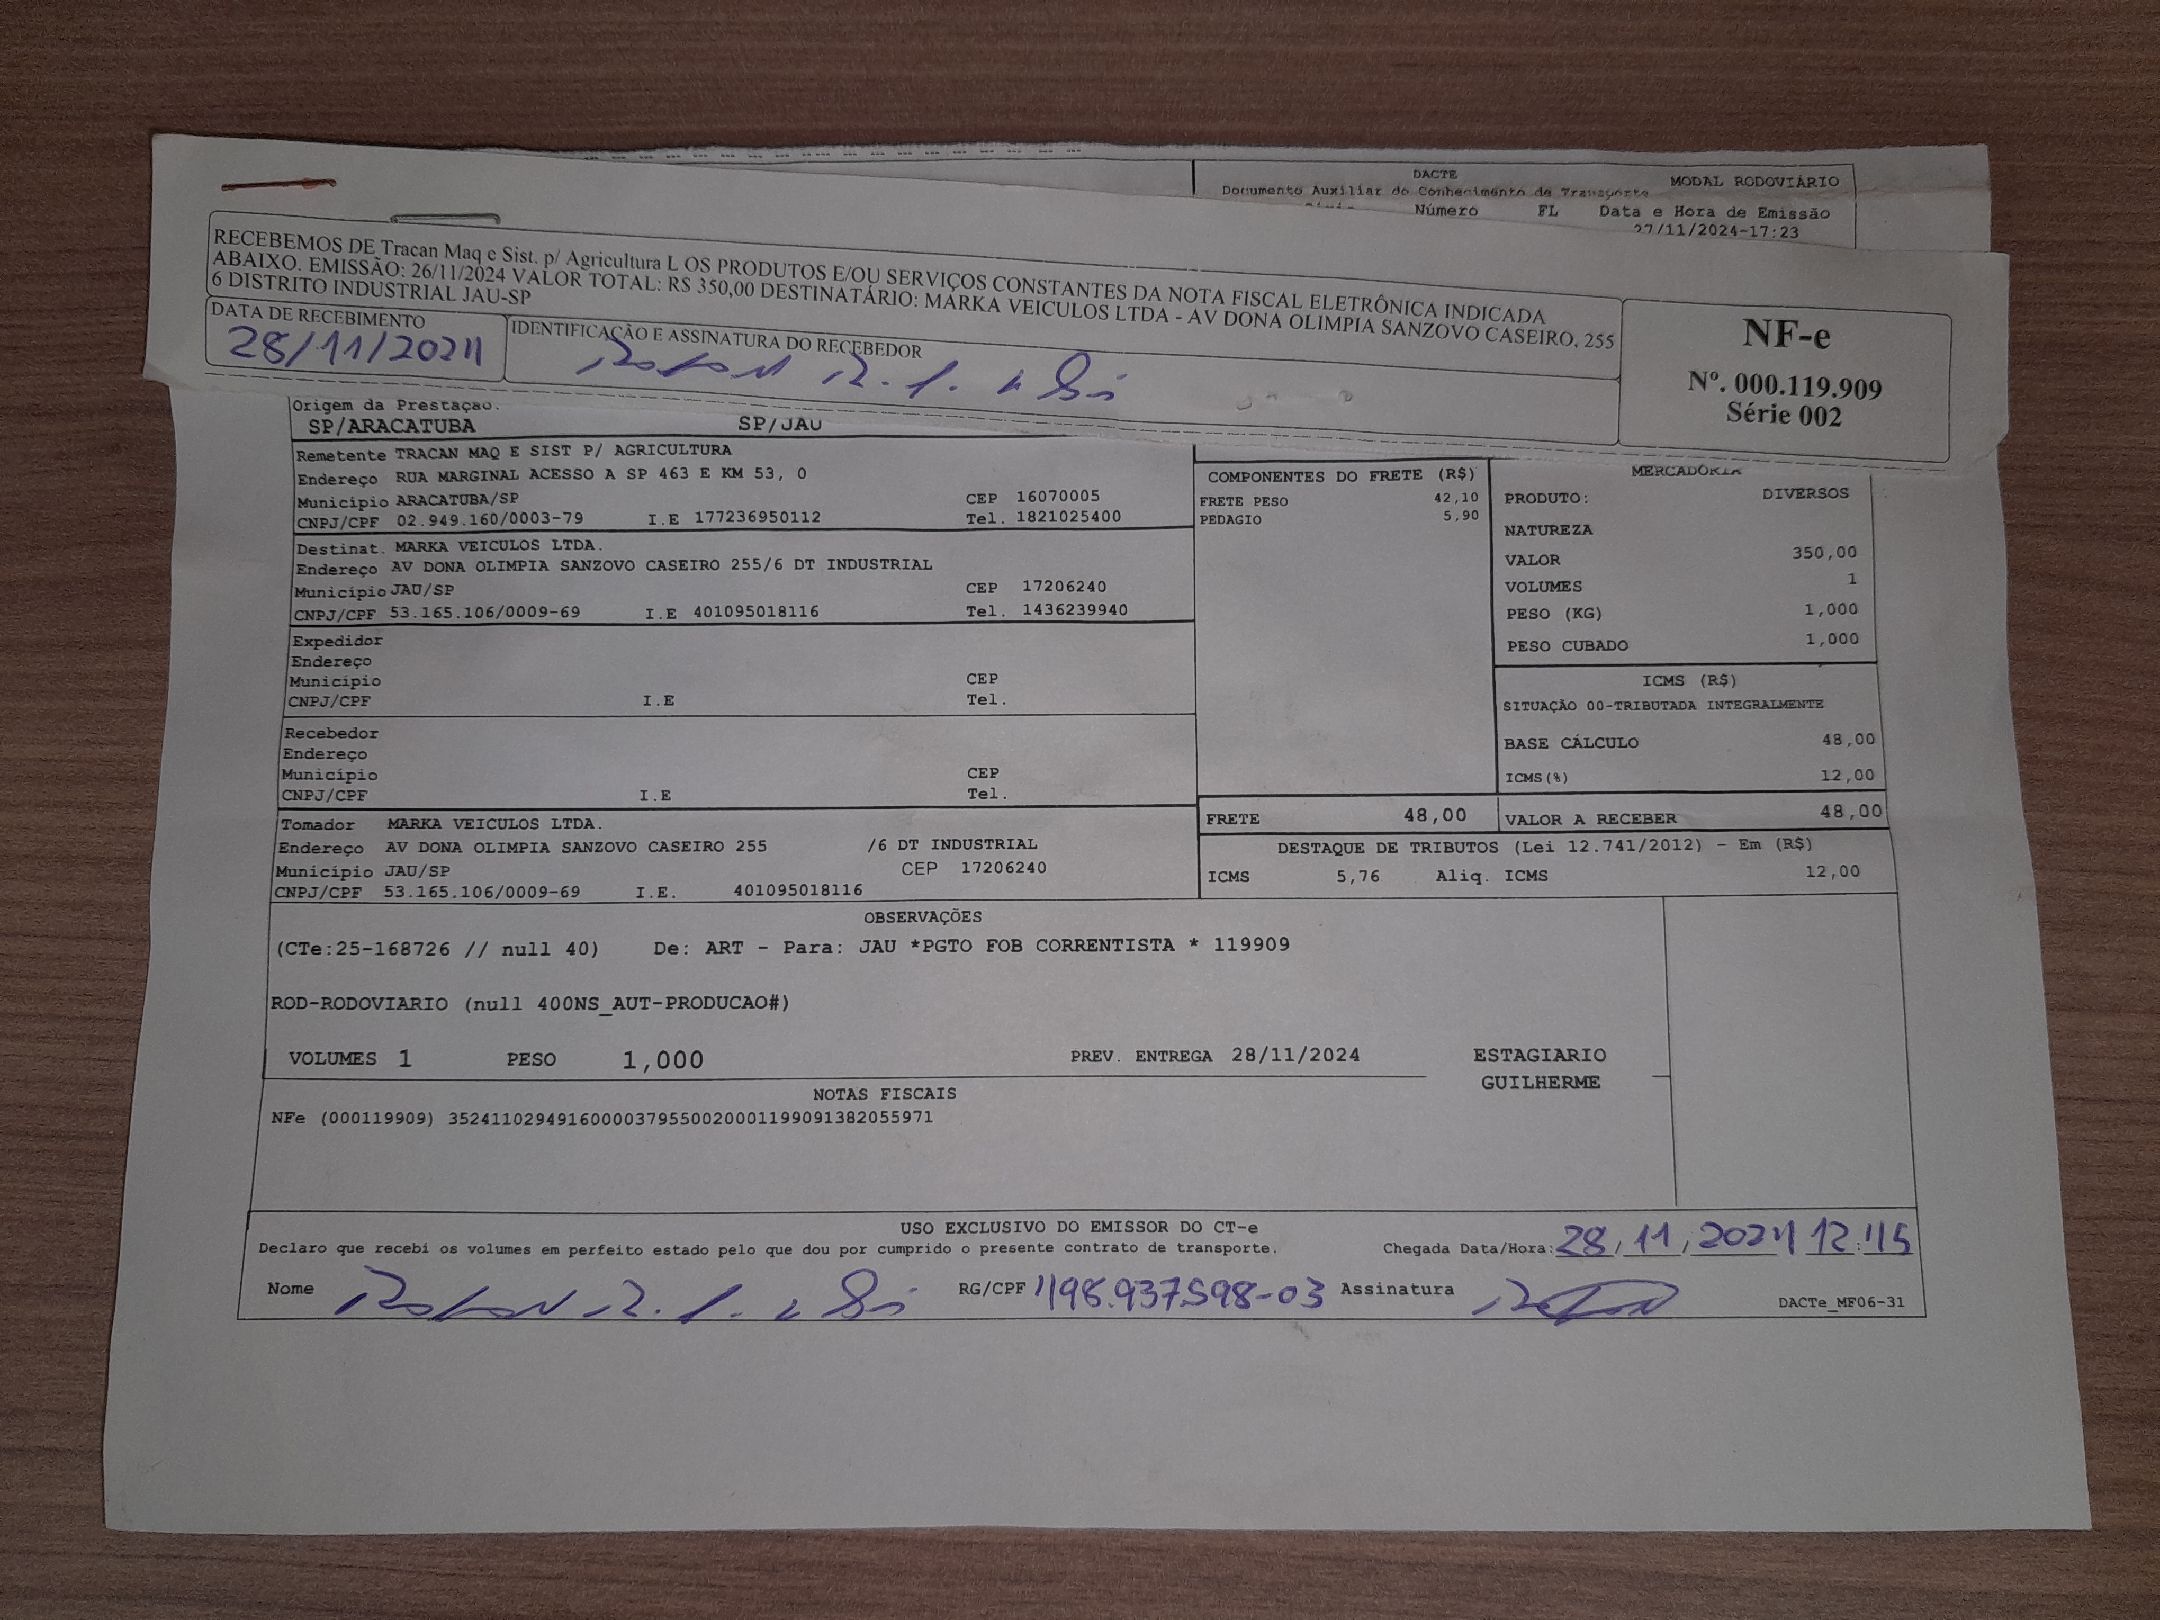 DACTE
Documento Auxiliar do Conhecimento de Transporte
MODAL RODOVIÁRIO
Número FL Data e Hora de Emissão
27/11/2024-17:23
RECEBEMOS DE Tracan Maq e Sist. p/ Agricultura L OS PRODUTOS E/OU SERVIÇOS CONSTANTES DA NOTA FISCAL ELETRÔNICA INDICADA
ABAIXO. EMISSÃO: 26/11/2024 VALOR TOTAL: R$ 350,00 DESTINATÁRIO: MARKA VEICULOS LTDA - AV DONA OLIMPIA SANZOVO CASEIRO, 255
6 DISTRITO INDUSTRIAL JAU-SP
DATA DE RECEBIMENTO
28/11/2024
IDENTIFICAÇÃO E ASSINATURA DO RECEBEDOR
NF-e
Nº. 000.119.909
Série 002
Origem da Prestação.
SP/ARACATUBA SP/JAU
Remetente TRACAN MAQ E SIST P/ AGRICULTURA
Endereço RUA MARGINAL ACESSO A SP 463 E KM 53, 0
Município ARACATUBA/SP CEP 16070005
CNPJ/CPF 02.949.160/0003-79 I.E 177236950112 Tel. 1821025400
Destinat. MARKA VEICULOS LTDA.
Endereço AV DONA OLIMPIA SANZOVO CASEIRO 255/6 DT INDUSTRIAL
Município JAU/SP CEP 17206240
CNPJ/CPF 53.165.106/0009-69 I.E 401095018116 Tel. 1436239940
Expedidor
Endereço
Município CEP
CNPJ/CPF I.E Tel.
Recebedor
Endereço
Município CEP
CNPJ/CPF I.E Tel.
Tomador MARKA VEICULOS LTDA.
Endereço AV DONA OLIMPIA SANZOVO CASEIRO 255 /6 DT INDUSTRIAL
Município JAU/SP CEP 17206240
CNPJ/CPF 53.165.106/0009-69 I.E. 401095018116
COMPONENTES DO FRETE (R$)
FRETE PESO 42,10
PEDAGIO 5,90
MERCADORIA
PRODUTO: DIVERSOS
NATUREZA
VALOR 350,00
VOLUMES 1
PESO (KG) 1,000
PESO CUBADO 1,000
ICMS (R$)
SITUAÇÃO 00-TRIBUTADA INTEGRALMENTE
BASE CÁLCULO 48,00
ICMS(%) 12,00
FRETE 48,00 VALOR A RECEBER 48,00
DESTAQUE DE TRIBUTOS (Lei 12.741/2012) - Em (R$)
ICMS 5,76 Aliq. ICMS 12,00
OBSERVAÇÕES
(CTe:25-168726 // null 40) De: ART - Para: JAU *PGTO FOB CORRENTISTA * 119909
ROD-RODOVIARIO (null 400NS_AUT-PRODUCAO#)
VOLUMES 1 PESO 1,000 PREV. ENTREGA 28/11/2024
ESTAGIARIO
GUILHERME
NOTAS FISCAIS
NFe (000119909) 35241102949160000379550020001199091382055971
USO EXCLUSIVO DO EMISSOR DO CT-e
Declaro que recebi os volumes em perfeito estado pelo que dou por cumprido o presente contrato de transporte. Chegada Data/Hora: 28/11/2024 12:15
Nome RG/CPF 198.937598-03 Assinatura
DACTe_MF06-31